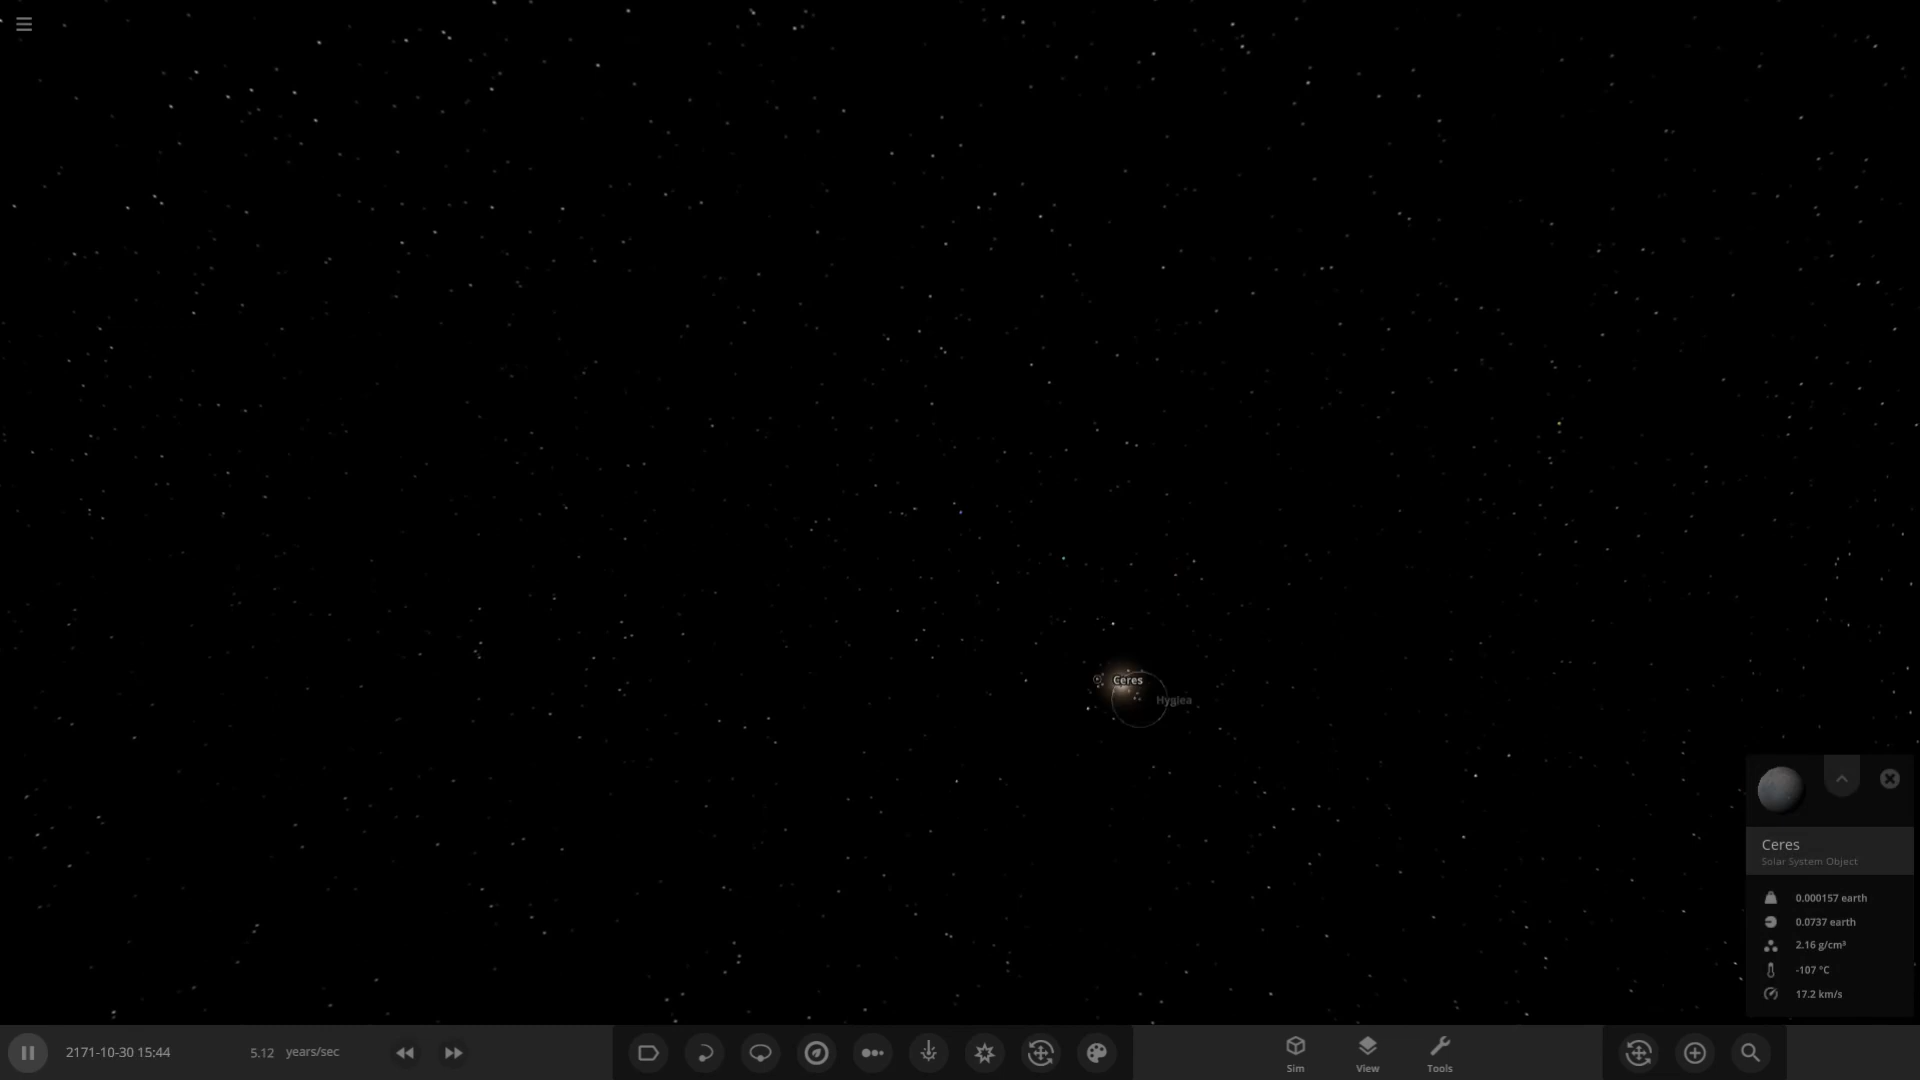 Ceres
Hygiea
Ceres
Solar System Object
0.000157 earth
0.0737 earth
2.16 g/cm³
-107 °C
17.2 km/s
2171-10-30 15:44
5.12 years/sec
Sim
View
Tools